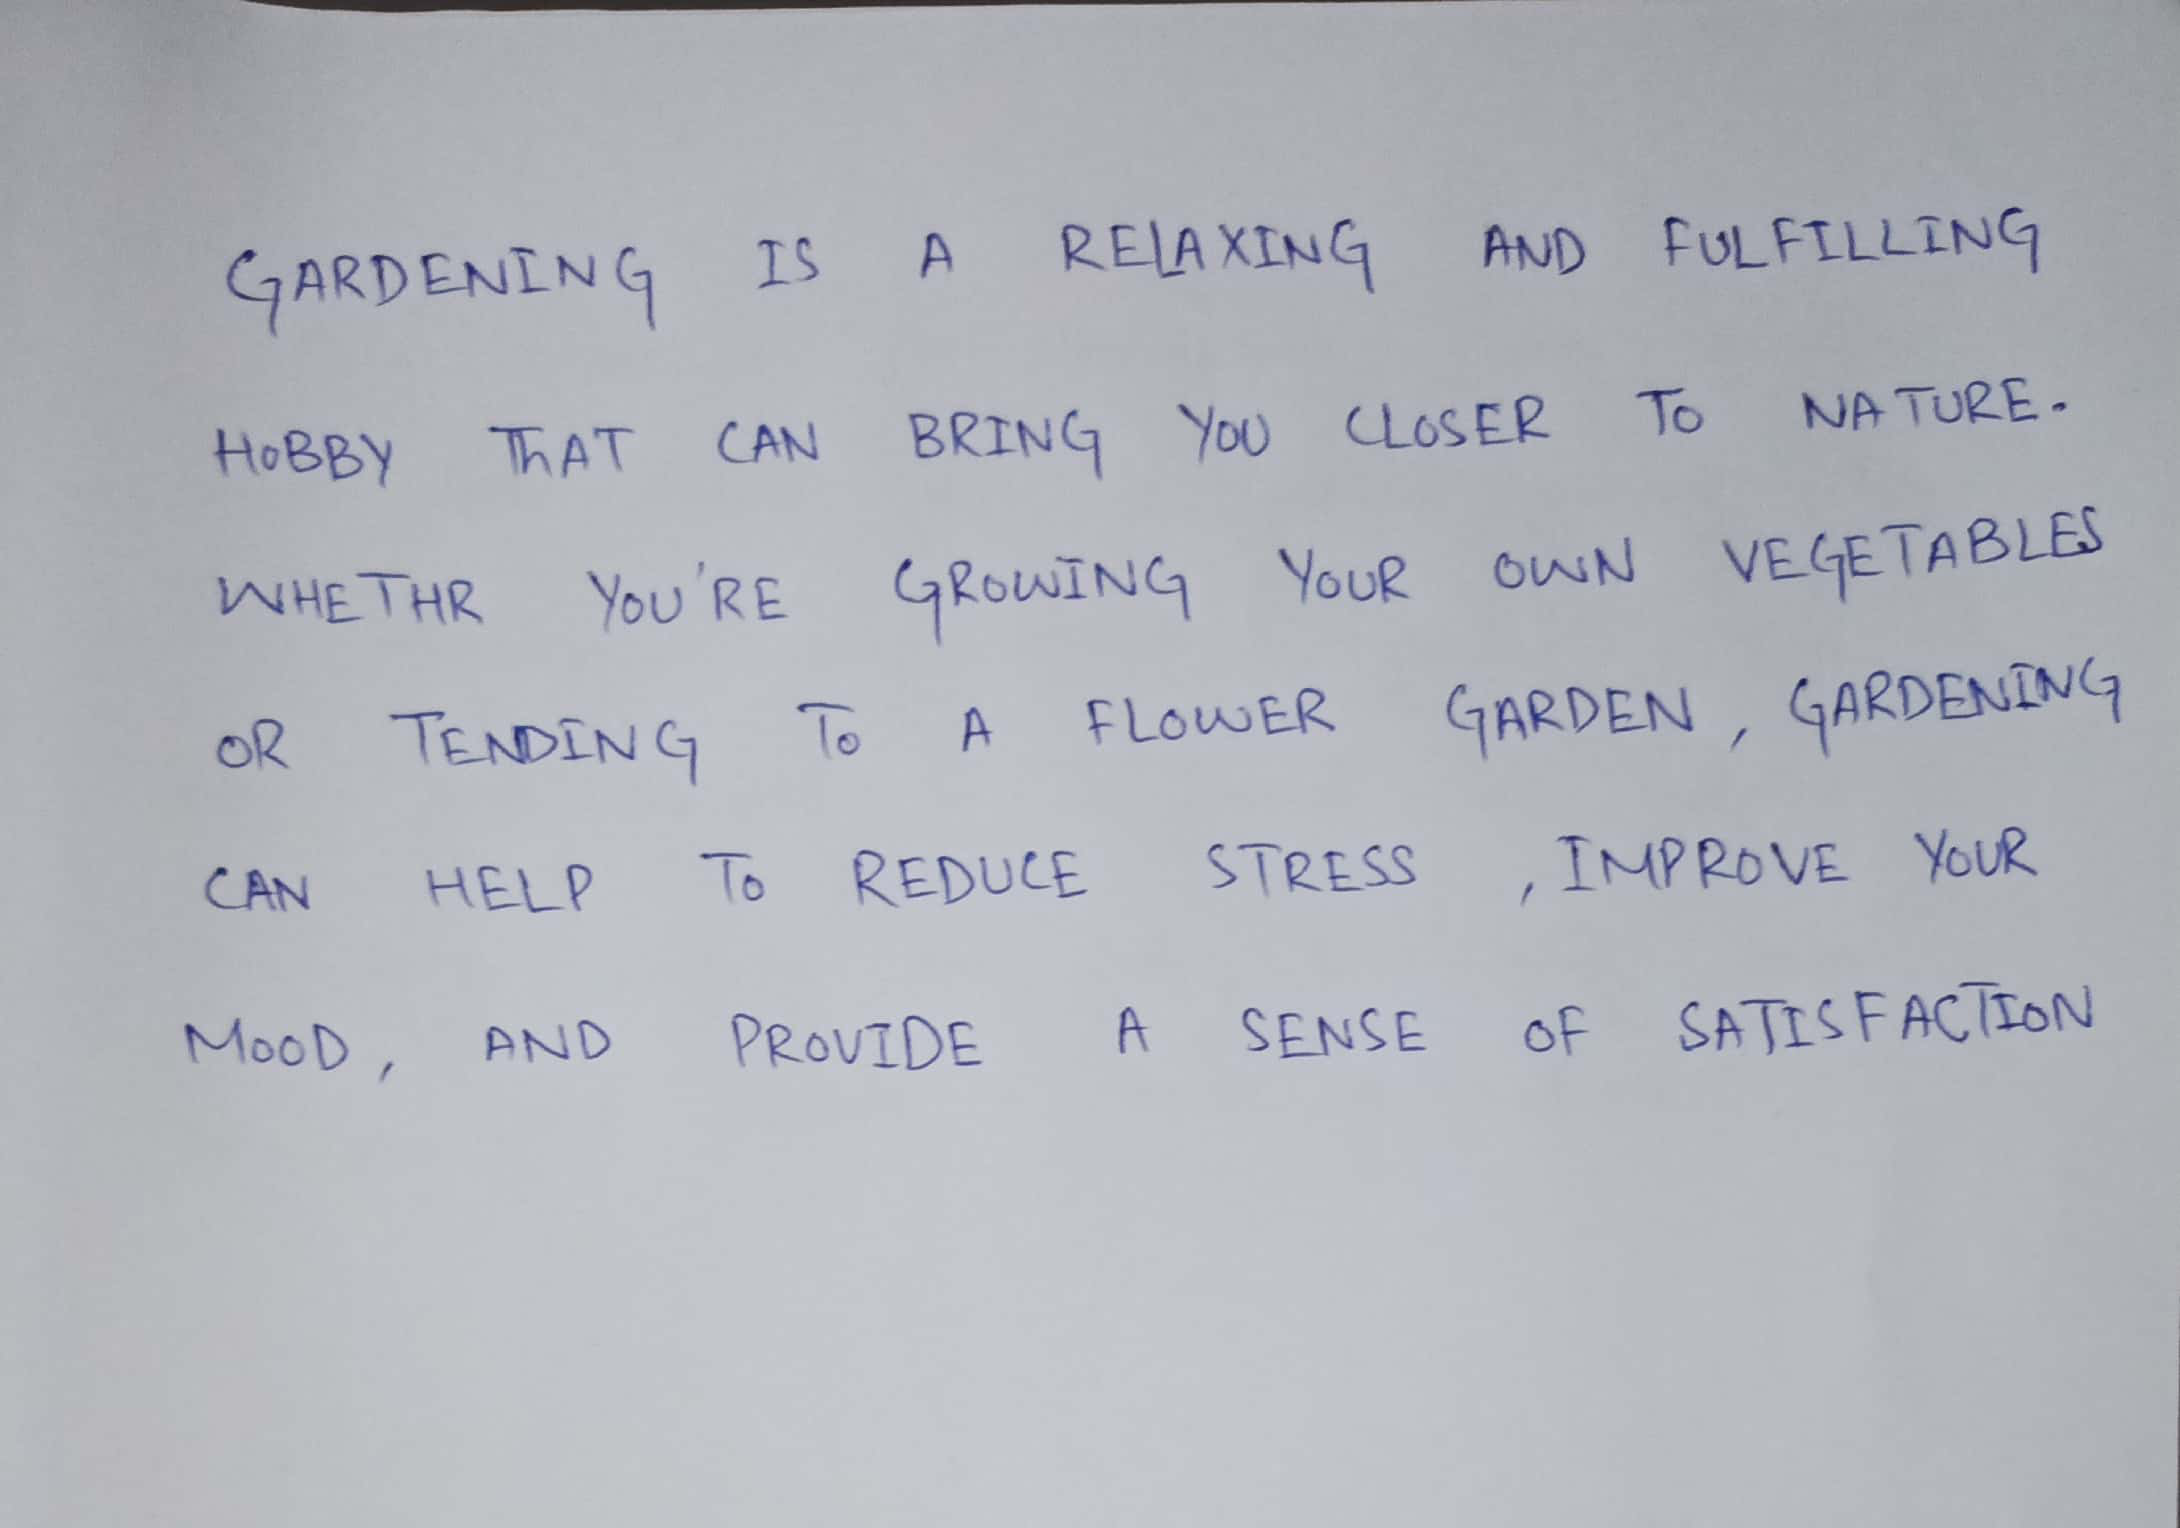 GARDENING IS A RELAXING AND FULFILLING
HOBBY THAT CAN BRING YOU CLOSER TO NATURE.
WHETHR YOU'RE GROWING YOUR OWN VEGETABLES
OR TENDING TO A FLOWER GARDEN, GARDENING
CAN HELP TO REDUCE STRESS , IMPROVE YOUR
MOOD, AND PROVIDE A SENSE OF SATISFACTION